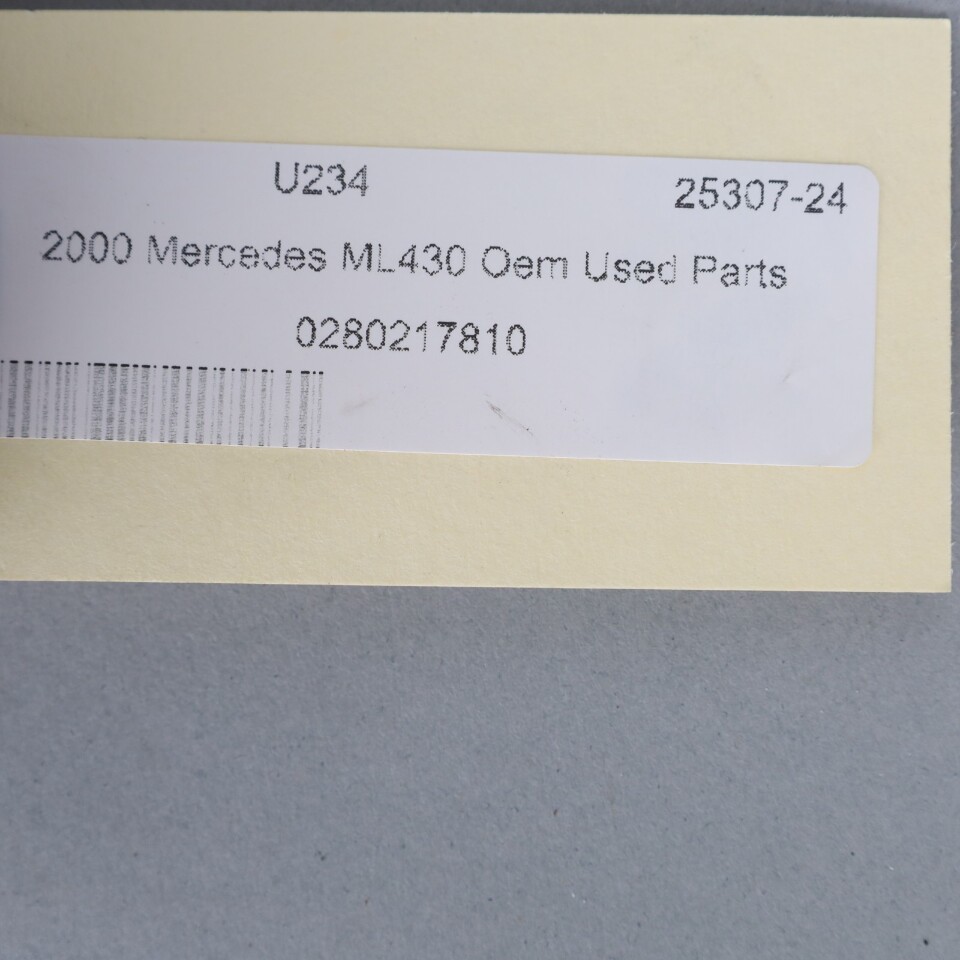 U234 25307-24
2000 Mercedes ML430 Oem Used Parts
0280217810